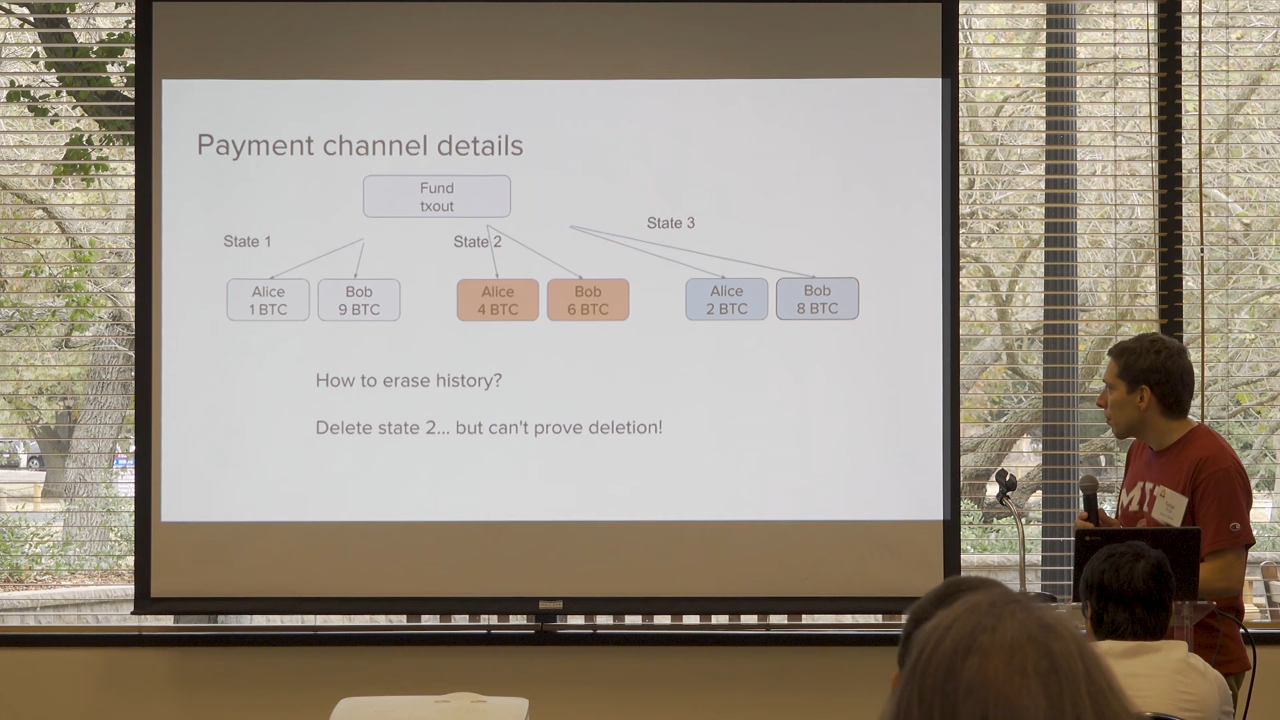 Payment channel details
Fund
txout
State 1
State 2
State 3
Alice
1 BTC
Bob
9 BTC
Alice
4 BTC
Bob
6 BTC
Alice
2 BTC
Bob
8 BTC
How to erase history?
Delete state 2... but can't prove deletion!